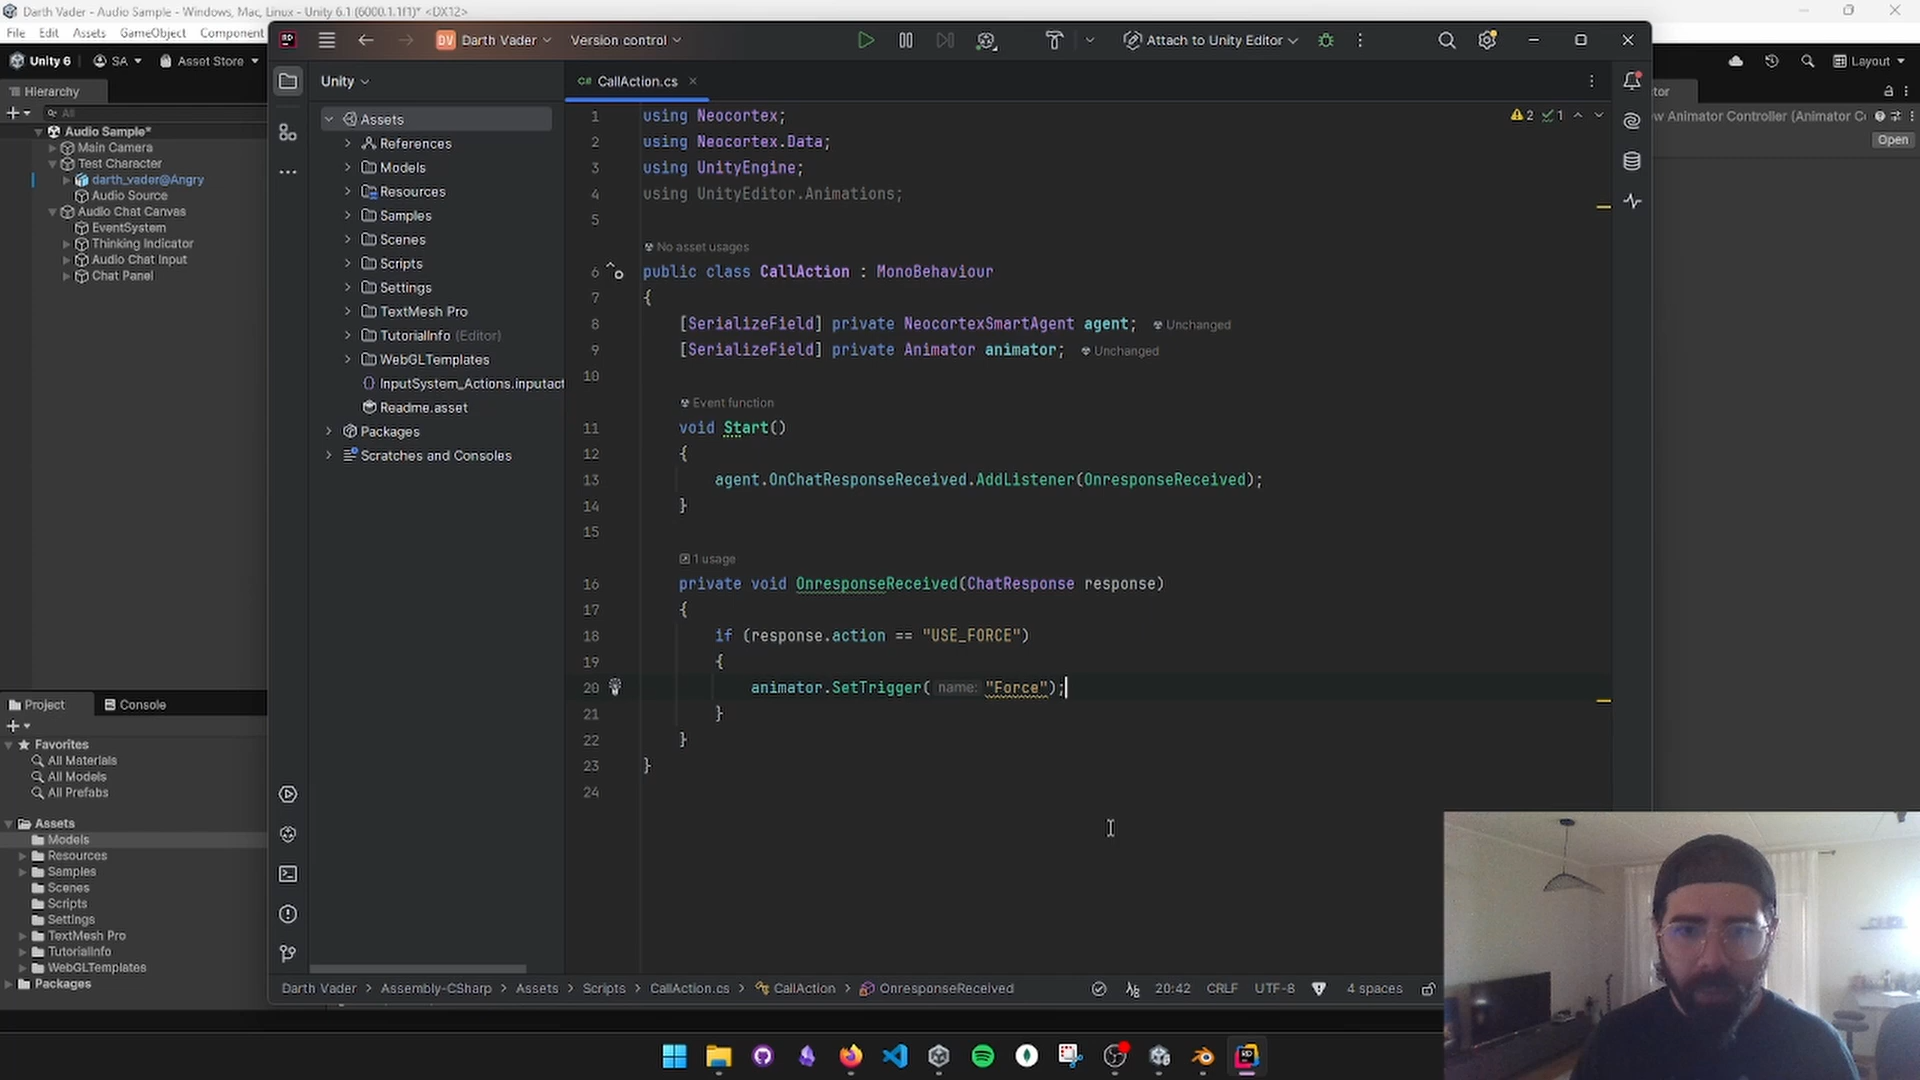 Darth Vader - Audio Sample - Windows, Mac, Linux - Unity 6.1 (6000.1.1f1)* <DX12>
File Edit Assets GameObject Component
Unity 6 SA Asset Store Layout
Hierarchy
All
Audio Sample*
Main Camera
Test Character
darth_vader@Angry
Audio Source
Audio Chat Canvas
EventSystem
Thinking Indicator
Audio Chat Input
Chat Panel
Project Console
Favorites
All Materials
All Models
All Prefabs
Assets
Models
Resources
Samples
Scenes
Scripts
Settings
TextMesh Pro
TutorialInfo
WebGLTemplates
Packages
RD DV Darth Vader Version control Attach to Unity Editor
Unity
Assets
References
Models
Resources
Samples
Scenes
Scripts
Settings
TextMesh Pro
TutorialInfo (Editor)
WebGLTemplates
InputSystem_Actions.inputact
Readme.asset
Packages
Scratches and Consoles
C# CallAction.cs
2 1
1 using Neocortex;
2 using Neocortex.Data;
3 using UnityEngine;
4 using UnityEditor.Animations;
5
No asset usages
6 public class CallAction : MonoBehaviour
7 {
8 [SerializeField] private NeocortexSmartAgent agent; Unchanged
9 [SerializeField] private Animator animator; Unchanged
10
Event function
11 void Start()
12 {
13 agent.OnChatResponseReceived.AddListener(OnresponseReceived);
14 }
15
1 usage
16 private void OnresponseReceived(ChatResponse response)
17 {
18 if (response.action == "USE_FORCE")
19 {
20 animator.SetTrigger( name: "Force");
21 }
22 }
23 }
24
Darth Vader > Assembly-CSharp > Assets > Scripts > CallAction.cs > CallAction > OnresponseReceived
20:42 CRLF UTF-8 4 spaces
tor
w Animator Controller (Animator Co
Open
RD